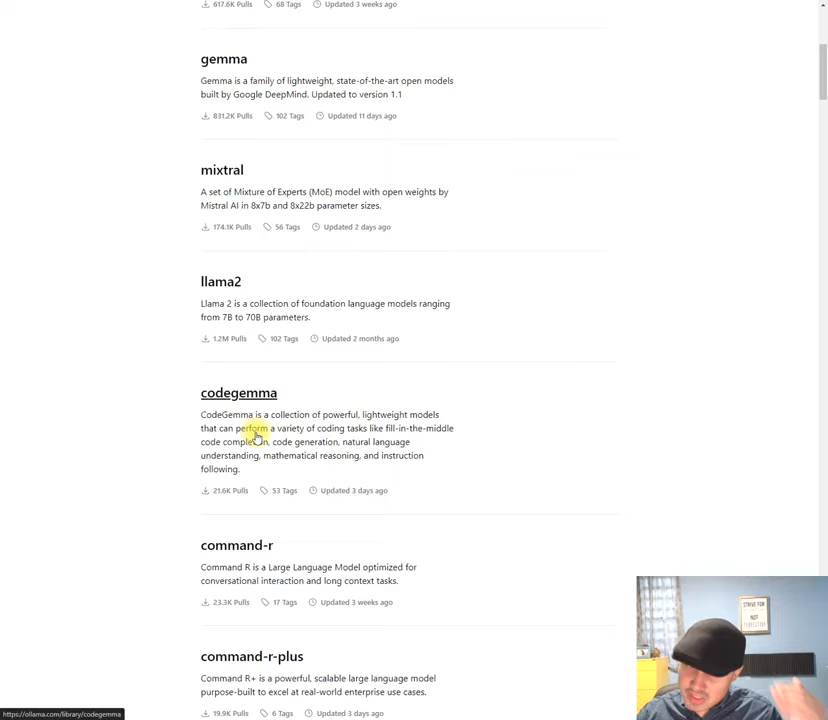 617.6K Pulls 68 Tags Updated 3 weeks ago
gemma
Gemma is a family of lightweight, state-of-the-art open models
built by Google DeepMind. Updated to version 1.1
831.2K Pulls 102 Tags Updated 11 days ago
mixtral
A set of Mixture of Experts (MoE) model with open weights by
Mistral AI in 8x7b and 8x22b parameter sizes.
174.1K Pulls 56 Tags Updated 2 days ago
llama2
Llama 2 is a collection of foundation language models ranging
from 7B to 70B parameters.
1.2M Pulls 102 Tags Updated 2 months ago
codegemma
CodeGemma is a collection of powerful, lightweight models
that can perform a variety of coding tasks like fill-in-the-middle
code completion, code generation, natural language
understanding, mathematical reasoning, and instruction
following.
21.6K Pulls 53 Tags Updated 3 days ago
command-r
Command R is a Large Language Model optimized for
conversational interaction and long context tasks.
23.3K Pulls 17 Tags Updated 3 weeks ago
command-r-plus
Command R+ is a powerful, scalable large language model
purpose-built to excel at real-world enterprise use cases.
19.9K Pulls 6 Tags Updated 3 days ago
STRIVE FOR
NOT
https://ollama.com/library/codegemma